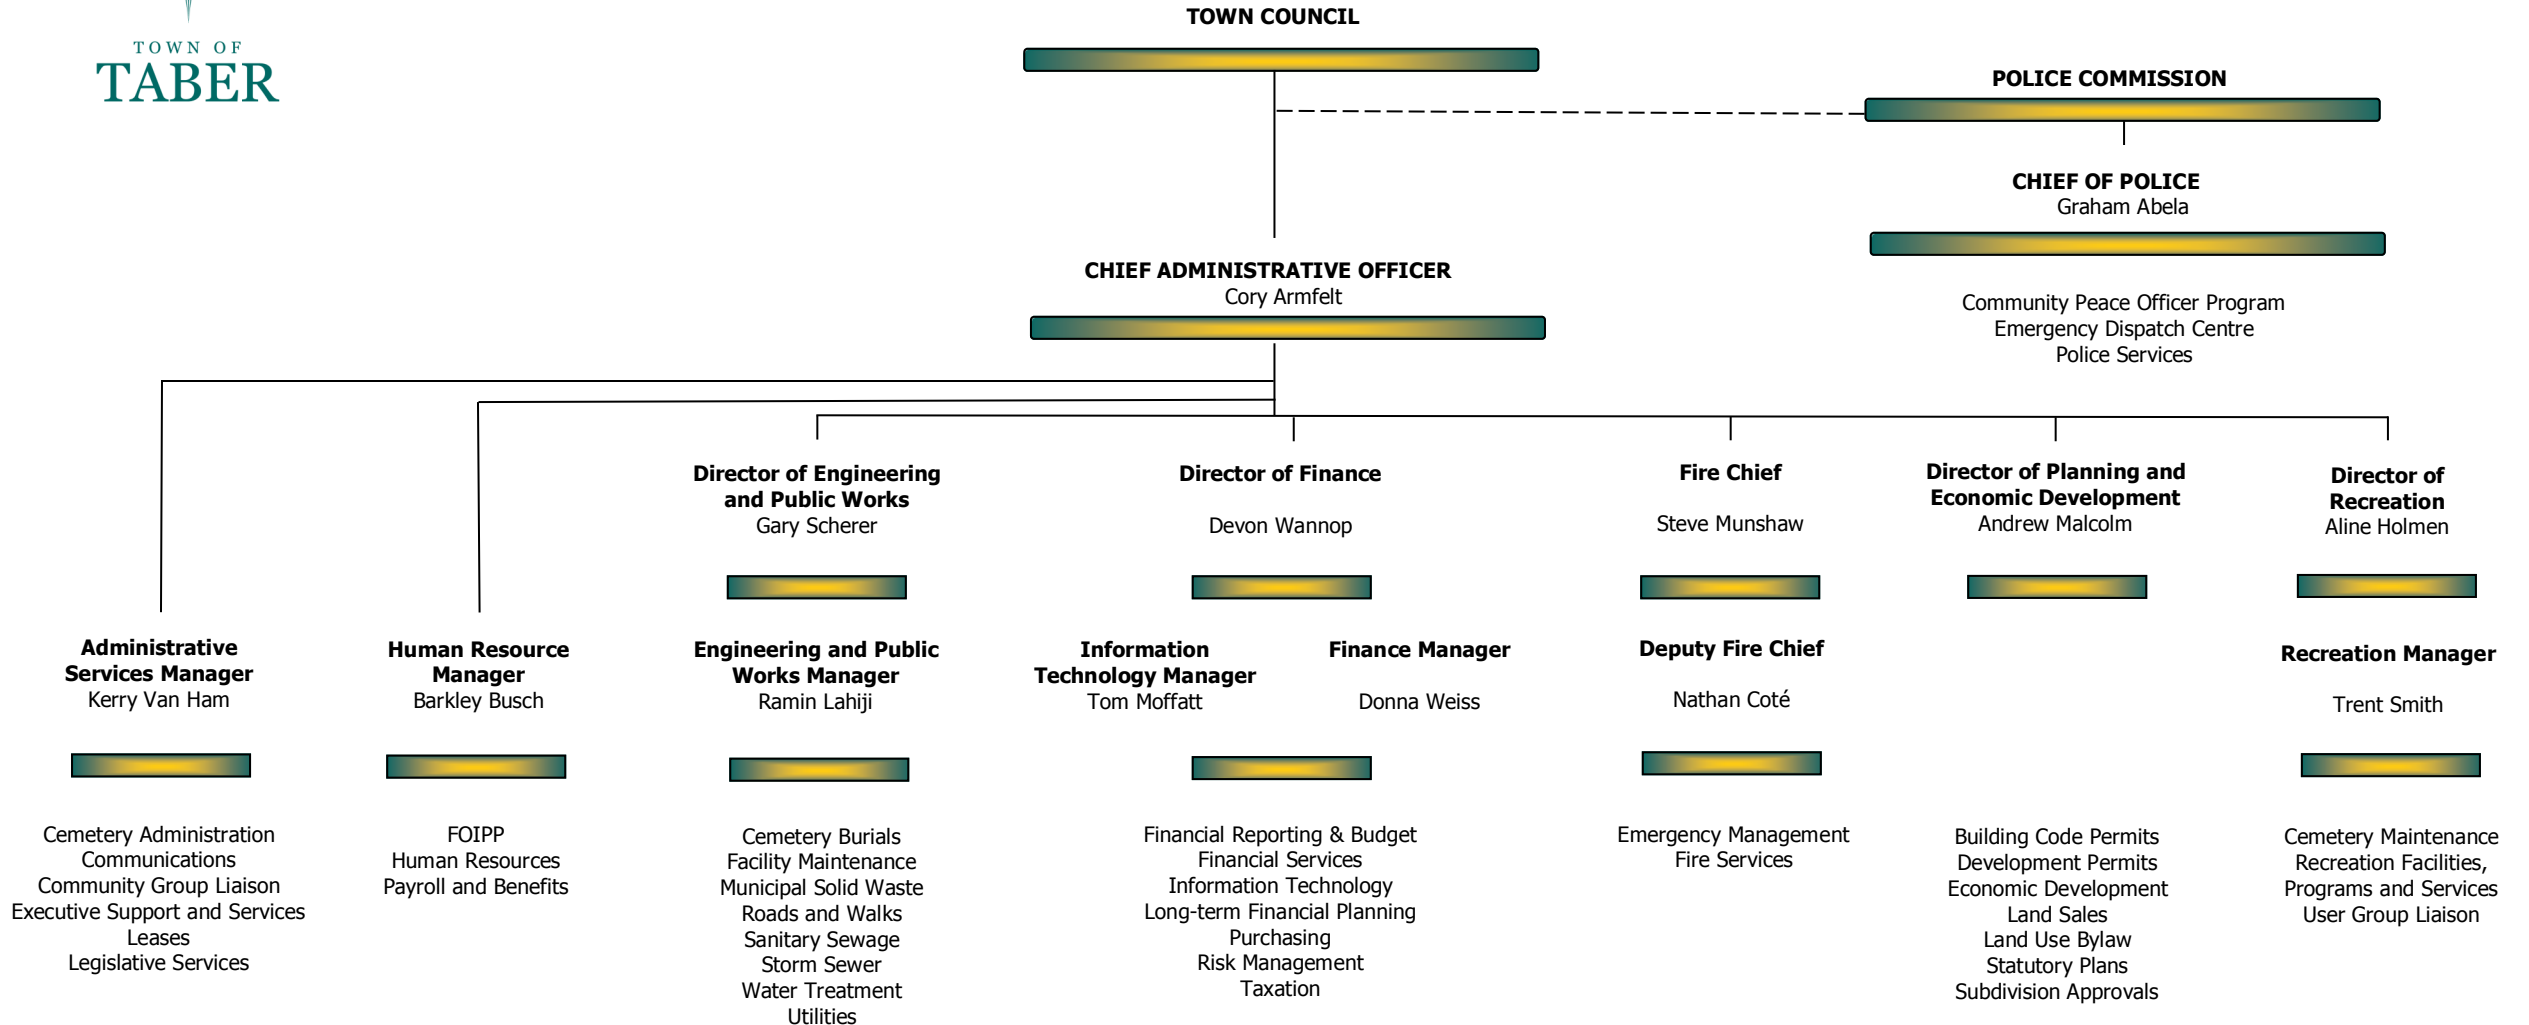 TOWN OF
TABER
TOWN COUNCIL
POLICE COMMISSION
CHIEF OF POLICE
Graham Abela
Community Peace Officer Program
Emergency Dispatch Centre
Police Services
CHIEF ADMINISTRATIVE OFFICER
Cory Armfelt
Director of Engineering
and Public Works
Gary Scherer
Director of Finance
Devon Wannop
Fire Chief
Steve Munshaw
Director of Planning and
Economic Development
Andrew Malcolm
Director of
Recreation
Aline Holmen
Administrative
Services Manager
Kerry Van Ham
Human Resource
Manager
Barkley Busch
Engineering and Public
Works Manager
Ramin Lahiji
Information
Technology Manager
Tom Moffatt
Finance Manager
Donna Weiss
Deputy Fire Chief
Nathan Coté
Recreation Manager
Trent Smith
Cemetery Administration
Communications
Community Group Liaison
Executive Support and Services
Leases
Legislative Services
FOIPP
Human Resources
Payroll and Benefits
Cemetery Burials
Facility Maintenance
Municipal Solid Waste
Roads and Walks
Sanitary Sewage
Storm Sewer
Water Treatment
Utilities
Financial Reporting & Budget
Financial Services
Information Technology
Long-term Financial Planning
Purchasing
Risk Management
Taxation
Emergency Management
Fire Services
Building Code Permits
Development Permits
Economic Development
Land Sales
Land Use Bylaw
Statutory Plans
Subdivision Approvals
Cemetery Maintenance
Recreation Facilities,
Programs and Services
User Group Liaison